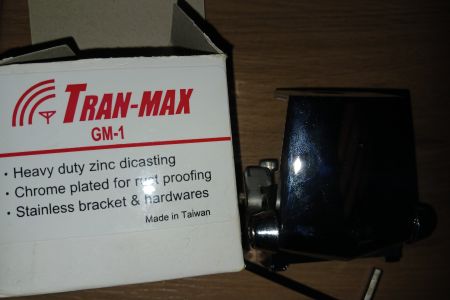 TRAN-MAX
GM-1
· Heavy duty zinc dicasting
· Chrome plated for rust proofing
· Stainless bracket & hardwares
Made in Taiwan